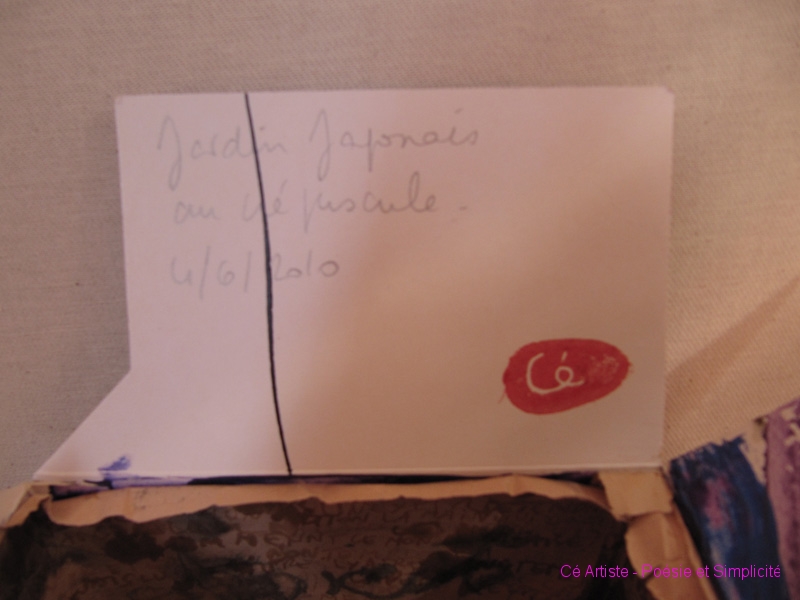 Jardin Japonais
au crépuscule.
4/6/2010
Cé
Cé Artiste - Poésie et Simplicité